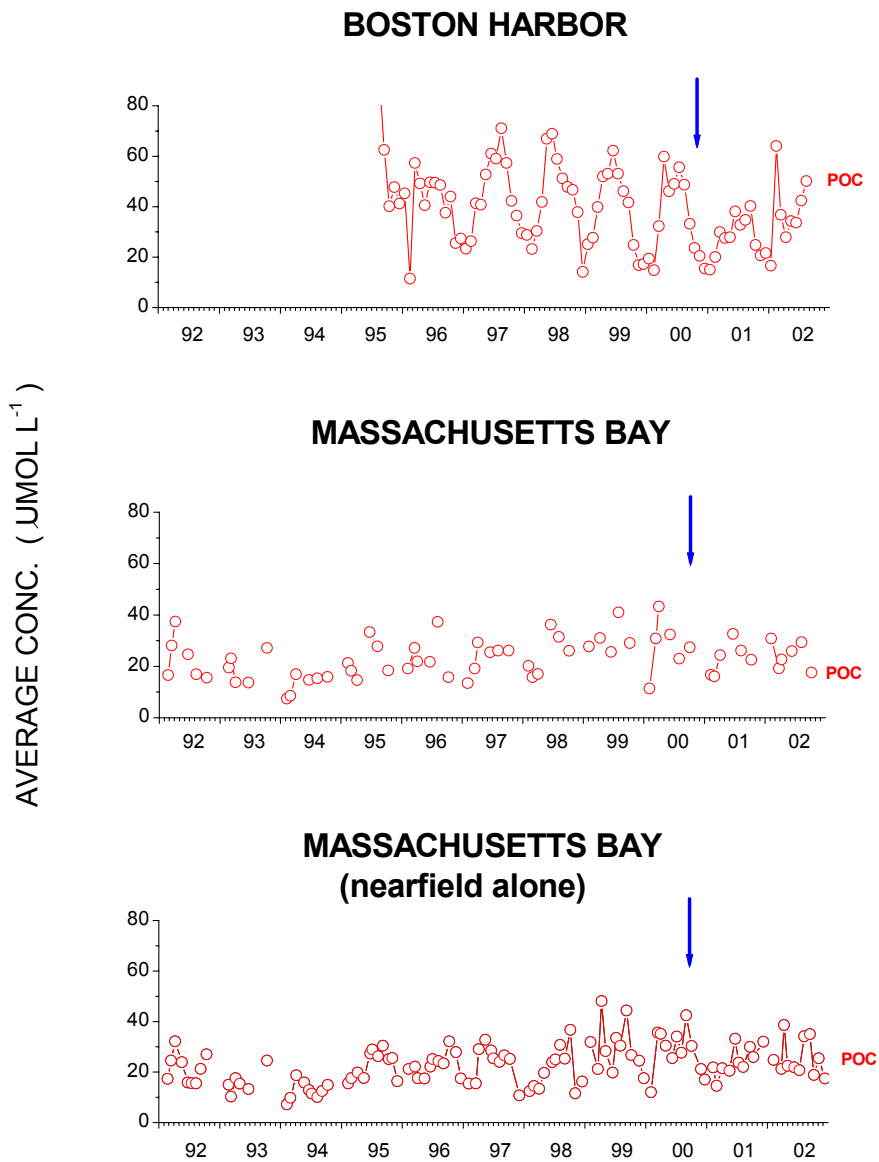 BOSTON HARBOR
80
60
40
20
0
POC
92 93 94 95 96 97 98 99 00 01 02
AVERAGE CONC. ( UMOL L-1 )
MASSACHUSETTS BAY
80
60
40
20
0
POC
92 93 94 95 96 97 98 99 00 01 02
MASSACHUSETTS BAY
(nearfield alone)
80
60
40
20
0
POC
92 93 94 95 96 97 98 99 00 01 02